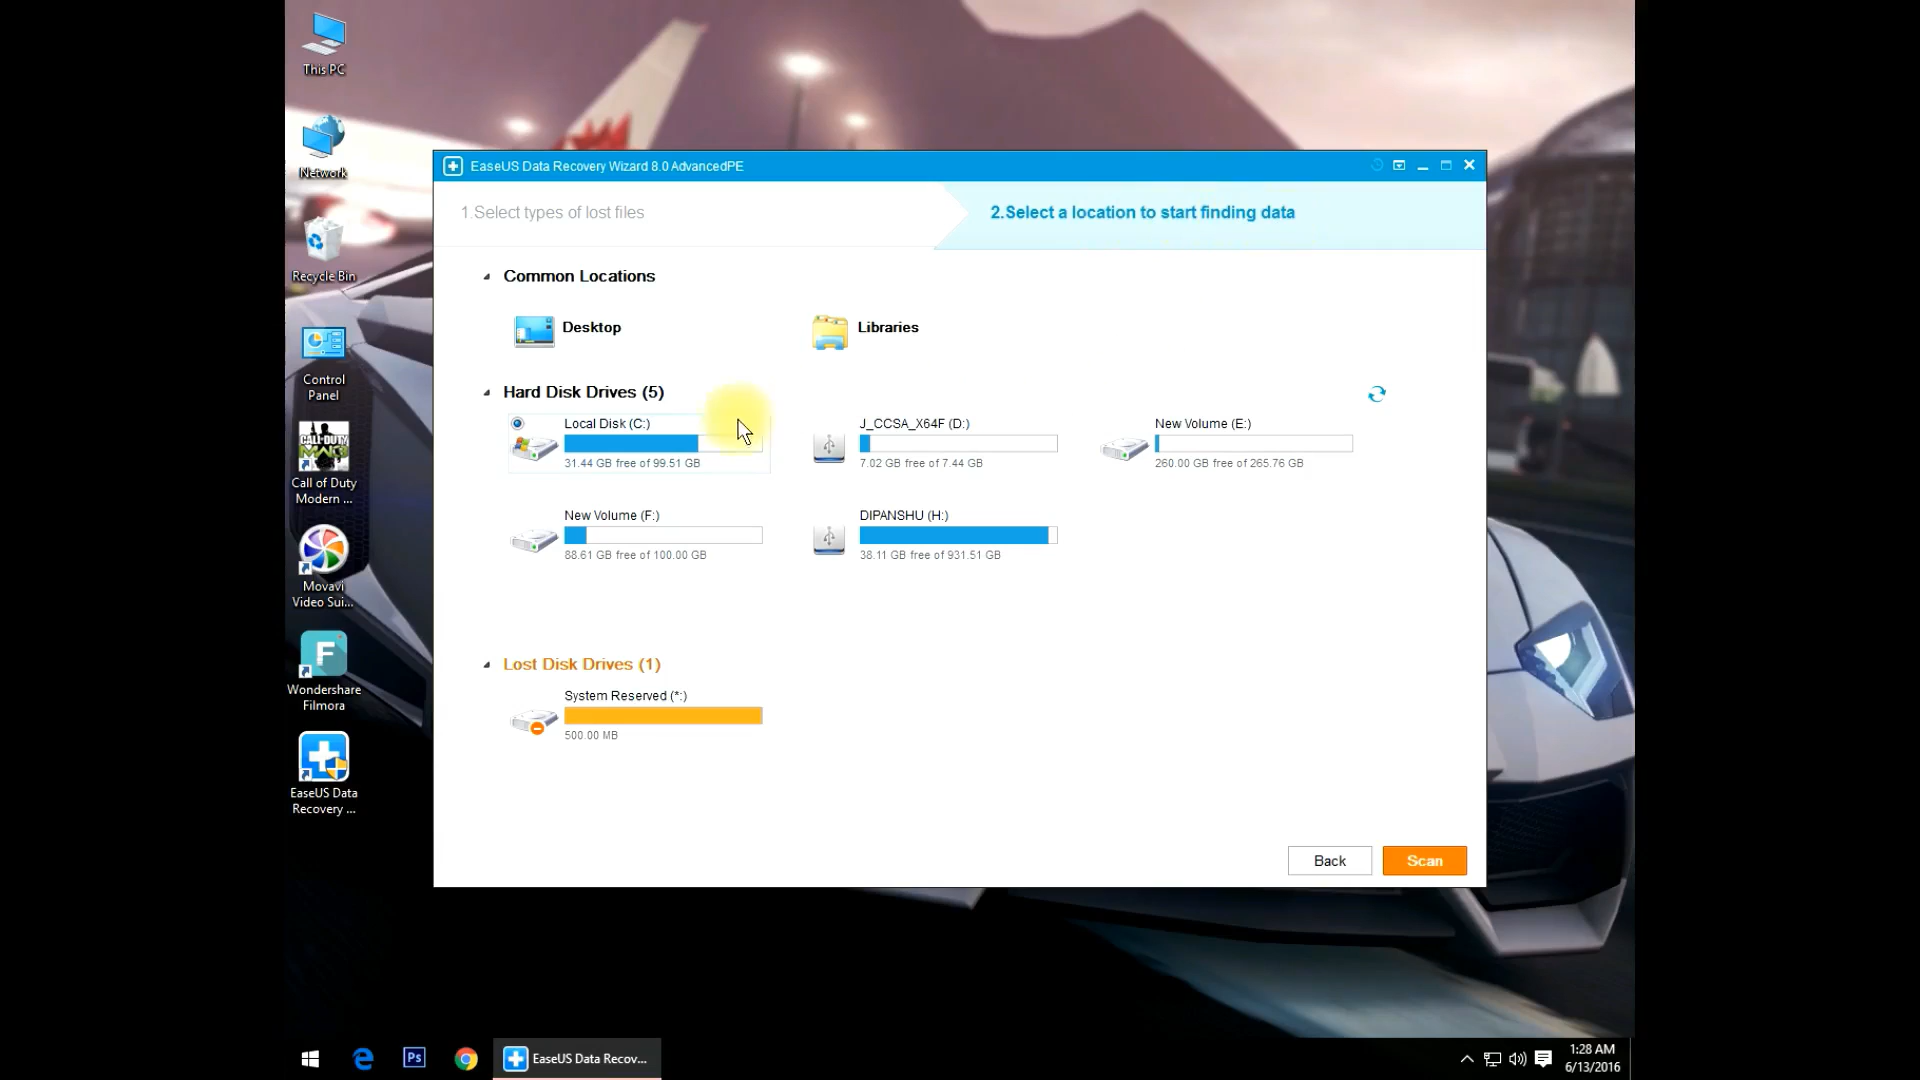 This PC
Network
Recycle Bin
Control
Panel
CALL OF DUTY
MW3
Call of Duty
Modern ...
Movavi
Video Sui...
F
Wondershare
Filmora
EaseUS Data
Recovery ...
EaseUS Data Recovery Wizard 8.0 AdvancedPE
1.Select types of lost files
2.Select a location to start finding data
Common Locations
Desktop
Libraries
Hard Disk Drives (5)
Local Disk (C:)
31.44 GB free of 99.51 GB
J_CCSA_X64F (D:)
7.02 GB free of 7.44 GB
New Volume (E:)
260.00 GB free of 265.76 GB
New Volume (F:)
88.61 GB free of 100.00 GB
DIPANSHU (H:)
38.11 GB free of 931.51 GB
Lost Disk Drives (1)
System Reserved (*:)
500.00 MB
Back
Scan
Ps
EaseUS Data Recov...
1:28 AM
6/13/2016